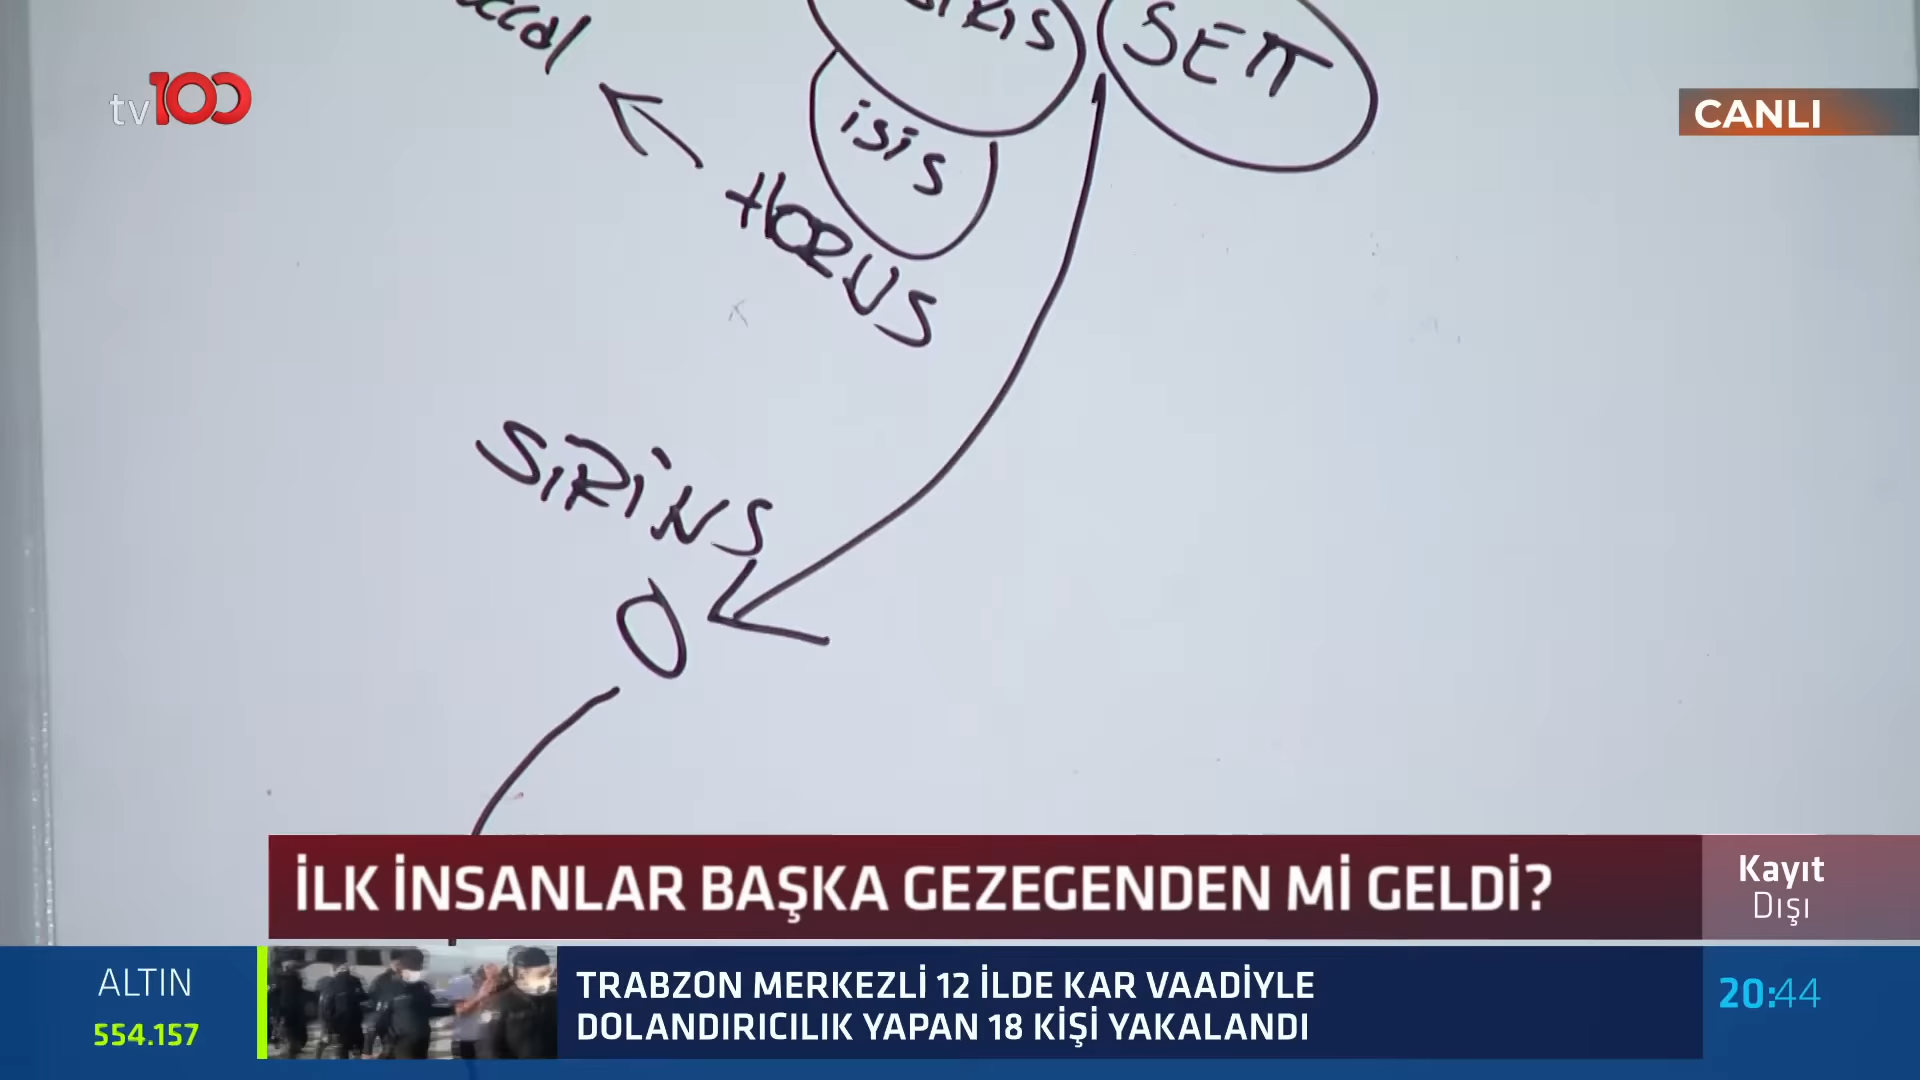 SETT
isis
tv100
CANLI
HORUS
SIRiNS
İLK İNSANLAR BAŞKA GEZEGENDEN Mİ GELDİ?
Kayıt
Dışı
ALTIN
554.157
TRABZON MERKEZLİ 12 İLDE KAR VAADİYLE
DOLANDIRICILIK YAPAN 18 KİŞİ YAKALANDI
20:44